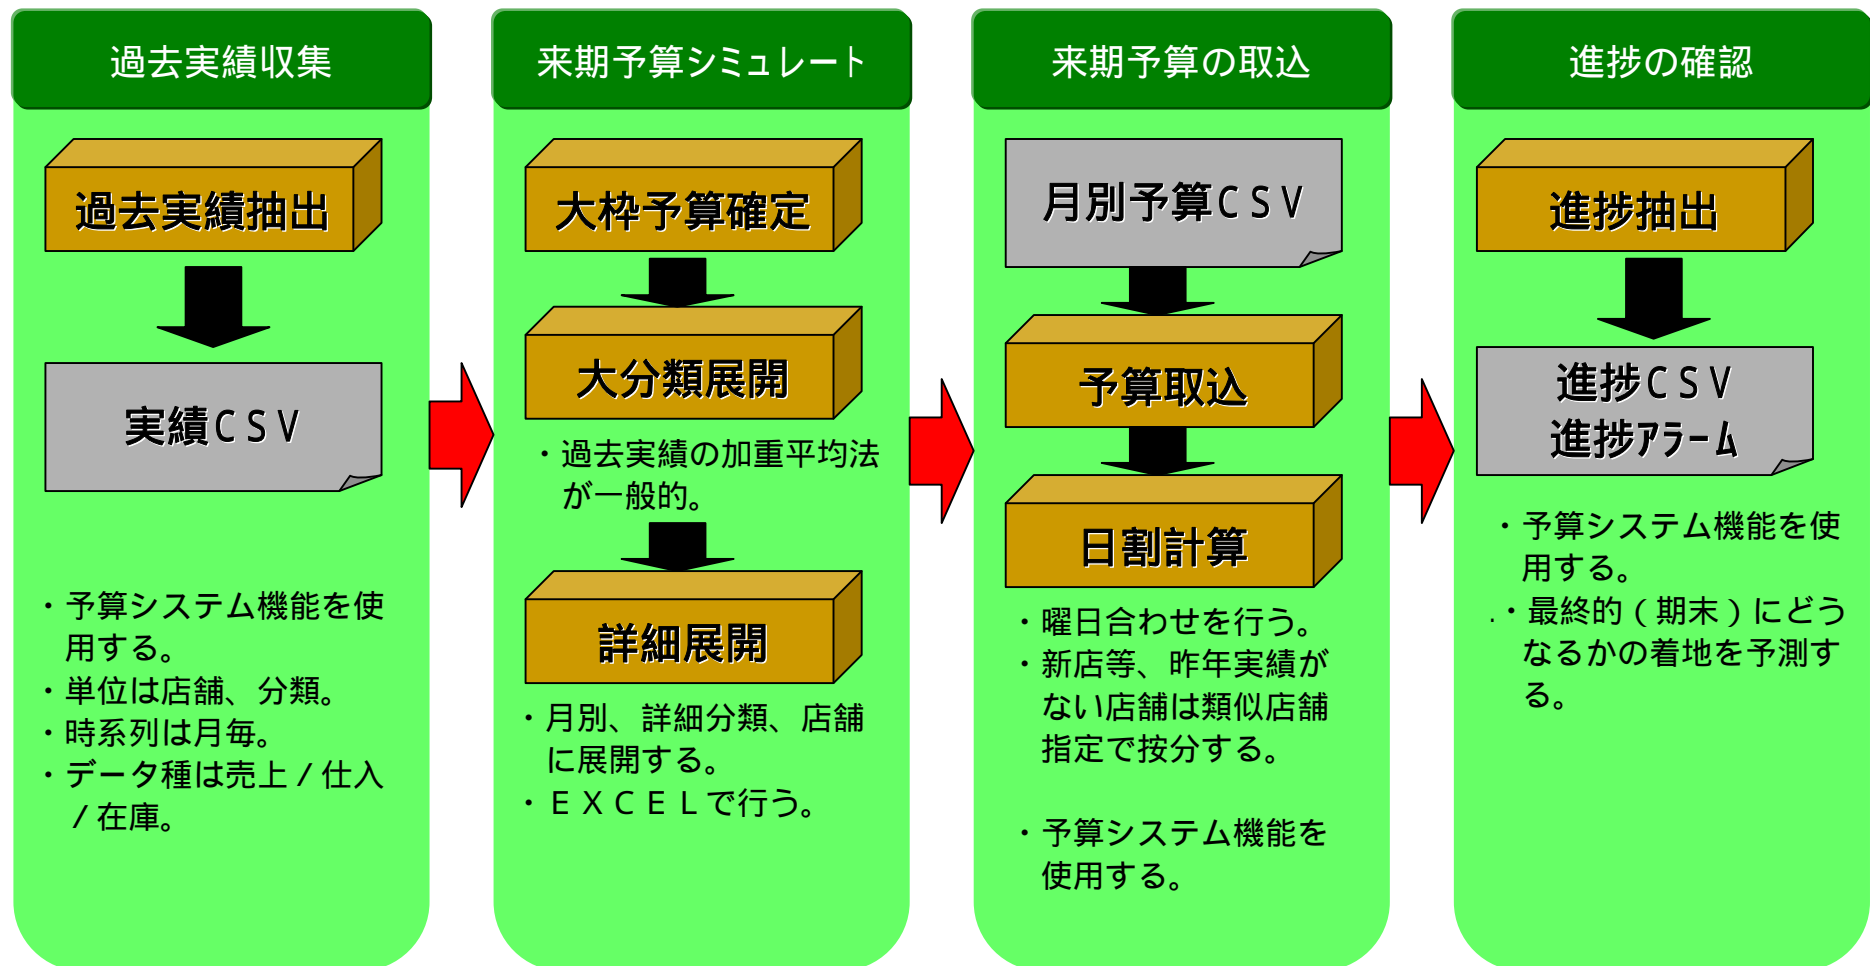 過去実績収集
過去実績抽出
実績CSV
・予算システム機能を使
用する。
・単位は店舗、分類。
・時系列は月毎。
・データ種は売上/仕入
/在庫。
来期予算シミュレート
大枠予算確定
大分類展開
・過去実績の加重平均法
が一般的。
詳細展開
・月別、詳細分類、店舗
に展開する。
・ＥＸＣＥＬで行う。
来期予算の取込
月別予算CSV
予算取込
日割計算
・曜日合わせを行う。
・新店等、昨年実績が
ない店舗は類似店舗
指定で按分する。
・予算システム機能を
使用する。
進捗の確認
進捗抽出
進捗CSV
進捗ｱﾗｰﾑ
・予算システム機能を使
用する。
.・最終的(期末)にどう
なるかの着地を予測す
る。